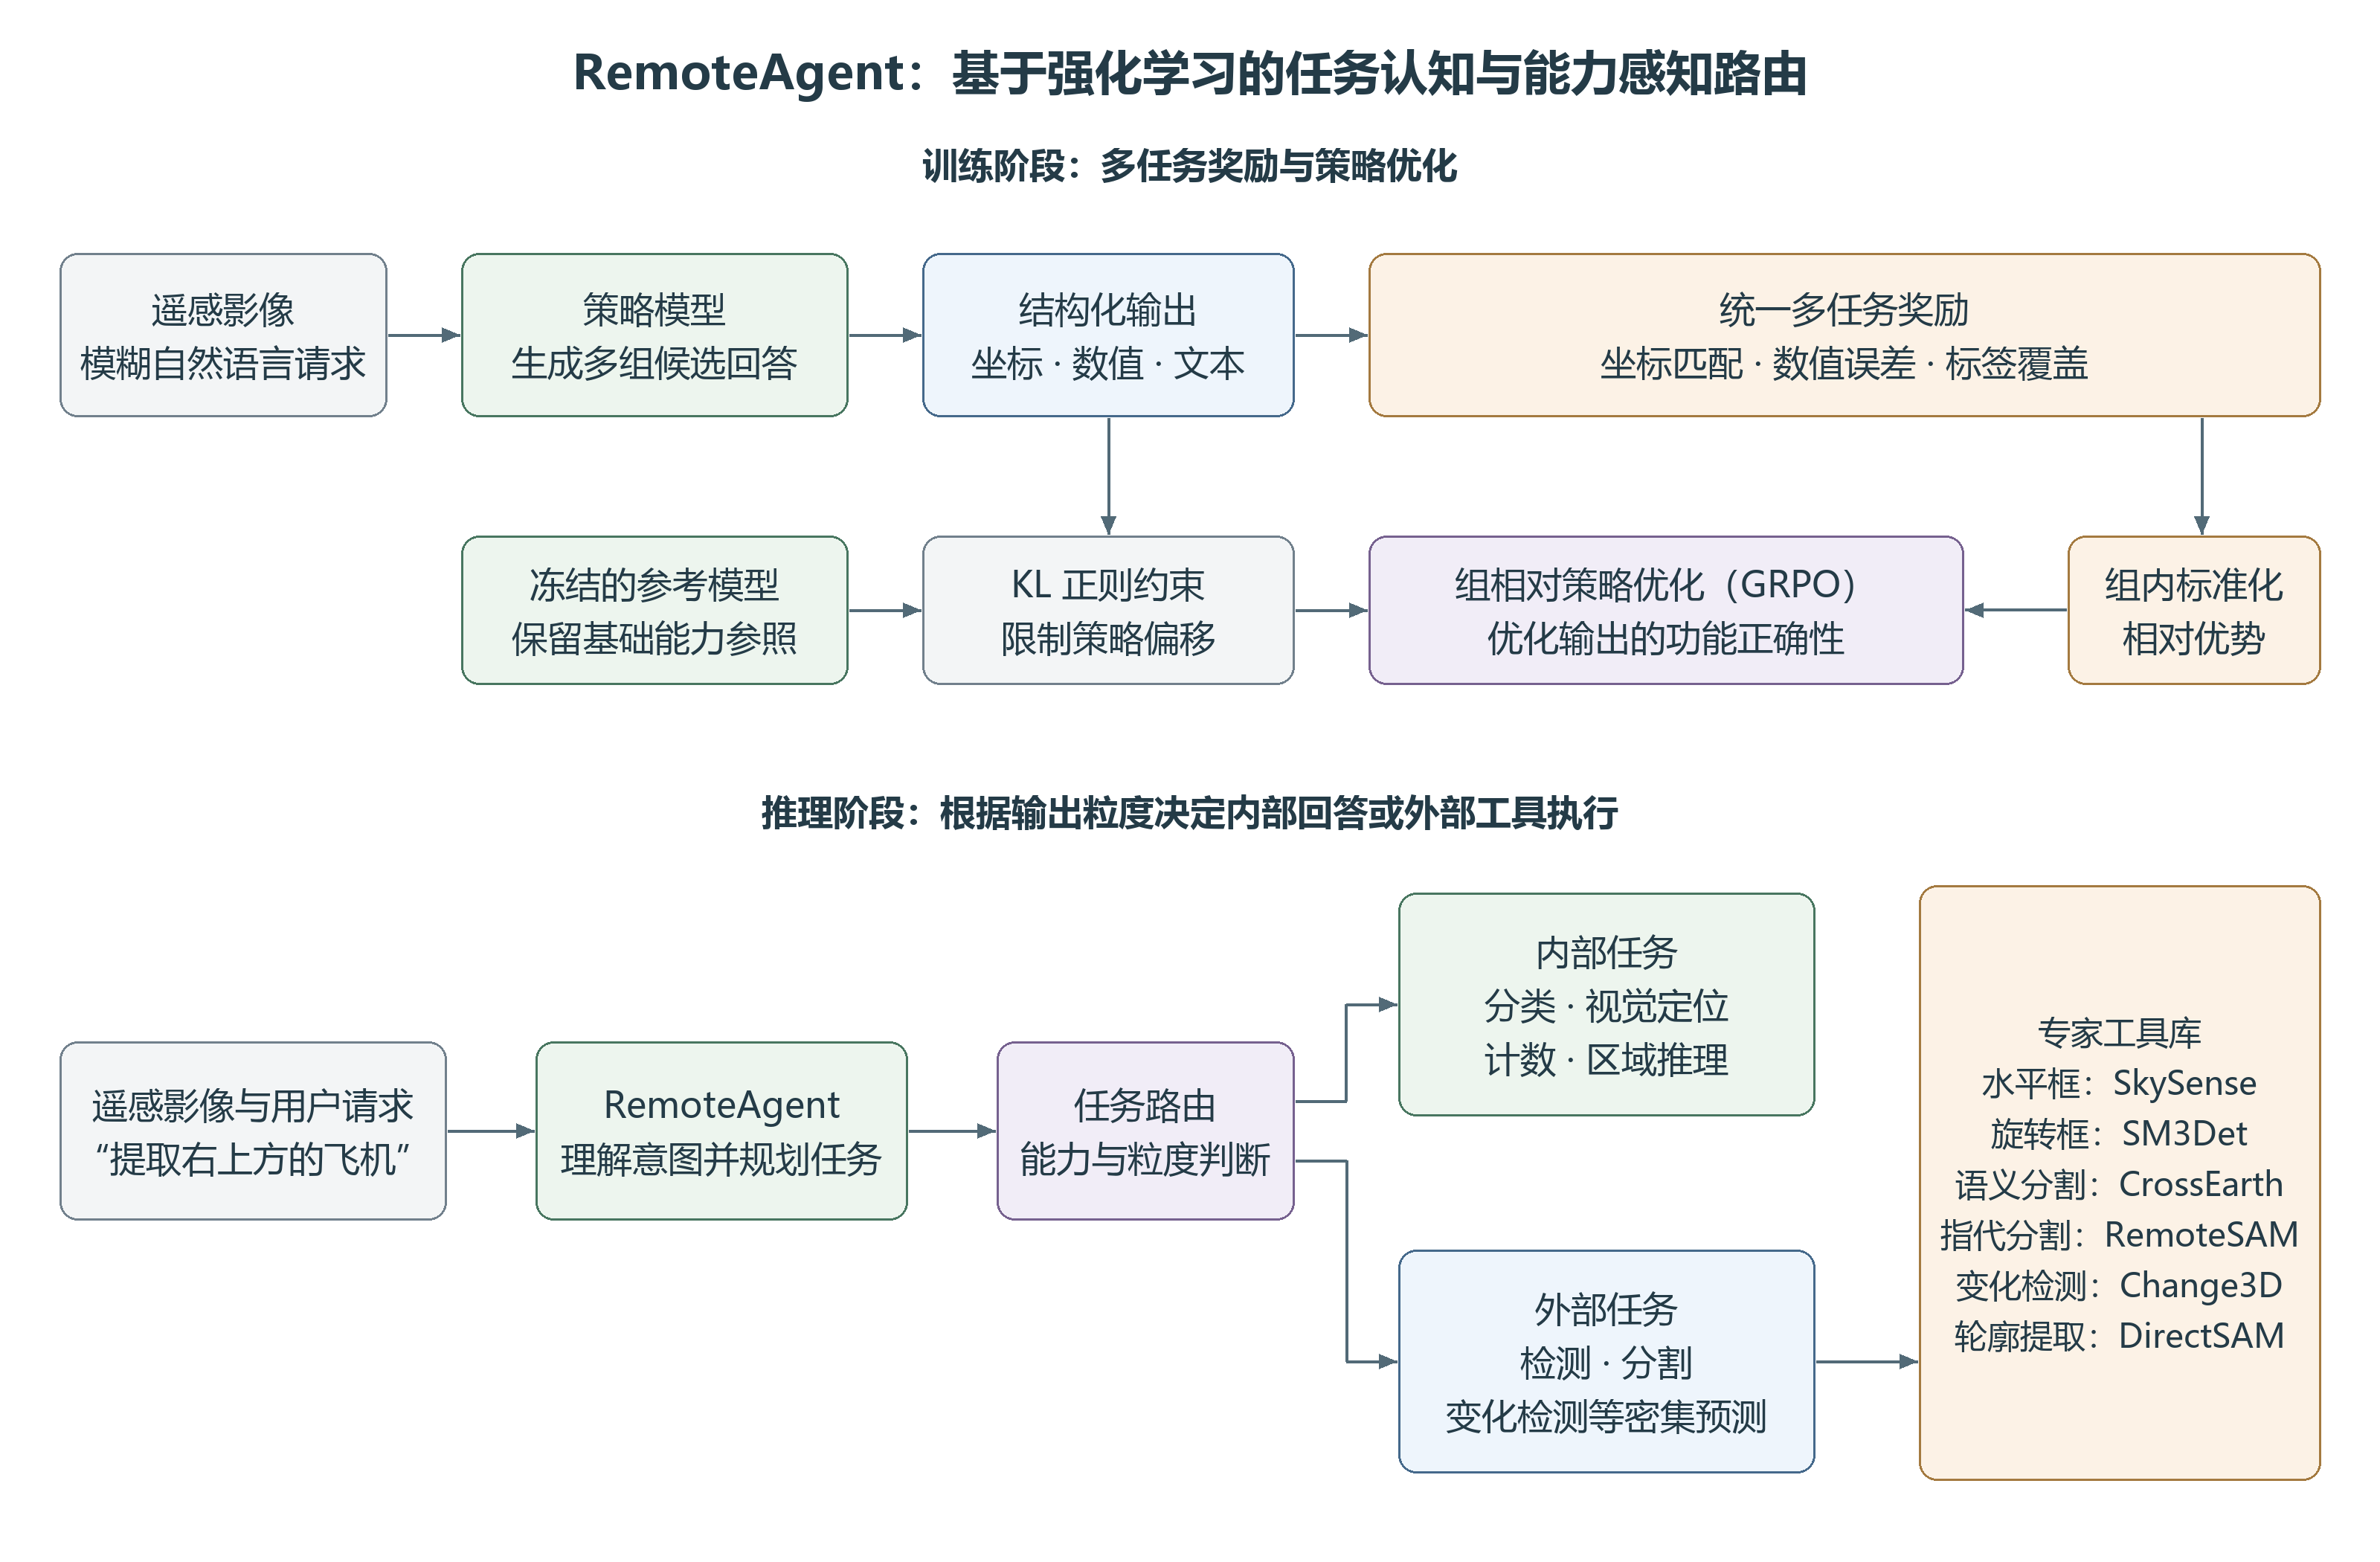 RemoteAgent：基于强化学习的任务认知与能力感知路由
训练阶段：多任务奖励与策略优化
遥感影像
模糊自然语言请求
策略模型
生成多组候选回答
结构化输出
坐标 · 数值 · 文本
统一多任务奖励
坐标匹配 · 数值误差 · 标签覆盖
冻结的参考模型
保留基础能力参照
KL 正则约束
限制策略偏移
组相对策略优化（GRPO）
优化输出的功能正确性
组内标准化
相对优势
推理阶段：根据输出粒度决定内部回答或外部工具执行
遥感影像与用户请求
“提取右上方的飞机”
RemoteAgent
理解意图并规划任务
任务路由
能力与粒度判断
内部任务
分类 · 视觉定位
计数 · 区域推理
外部任务
检测 · 分割
变化检测等密集预测
专家工具库
水平框：SkySense
旋转框：SM3Det
语义分割：CrossEarth
指代分割：RemoteSAM
变化检测：Change3D
轮廓提取：DirectSAM